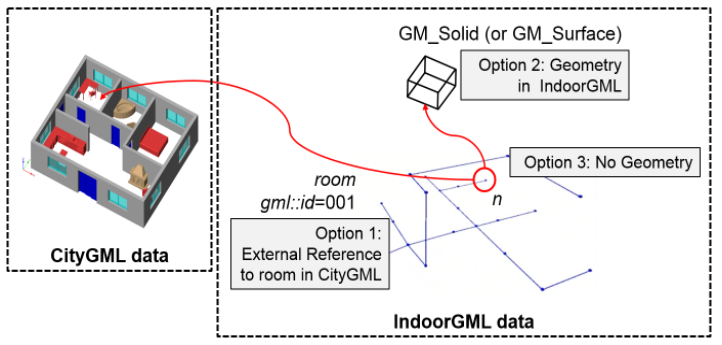 GM_Solid (or GM_Surface)
Option 2: Geometry
in IndoorGML
Option 3: No Geometry
n
room
gml::id=001
Option 1:
External Reference
to room in CityGML
CityGML data
IndoorGML data